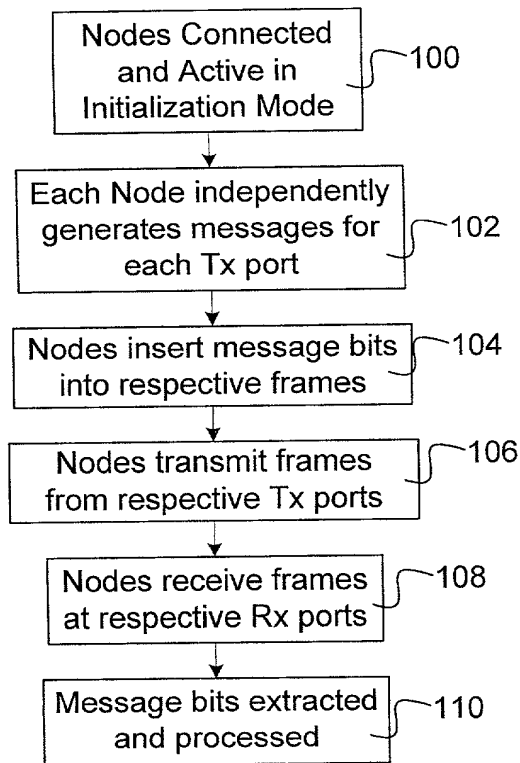 Nodes Connected
and Active in
Initialization Mode
100
Each Node independently
generates messages for
each Tx port
102
Nodes insert message bits
into respective frames
104
Nodes transmit frames
from respective Tx ports
106
Nodes receive frames
at respective Rx ports
108
Message bits extracted
and processed
110